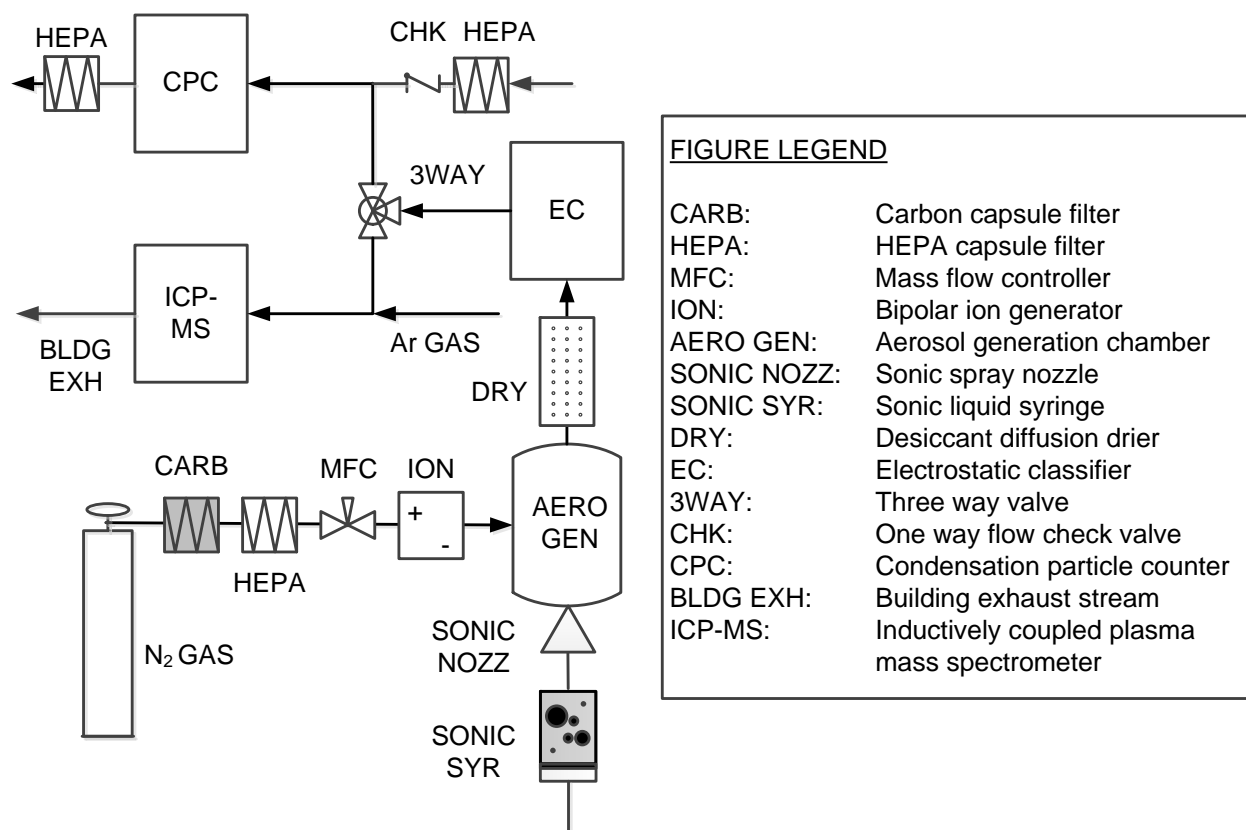 HEPA
CHK HEPA
CPC
3WAY
EC
ICP-
MS
BLDG
EXH
Ar GAS
DRY
CARB
MFC
ION
+
-
HEPA
AERO
GEN
N₂ GAS
SONIC
NOZZ
SONIC
SYR
FIGURE LEGEND
CARB: Carbon capsule filter
HEPA: HEPA capsule filter
MFC: Mass flow controller
ION: Bipolar ion generator
AERO GEN: Aerosol generation chamber
SONIC NOZZ: Sonic spray nozzle
SONIC SYR: Sonic liquid syringe
DRY: Desiccant diffusion drier
EC: Electrostatic classifier
3WAY: Three way valve
CHK: One way flow check valve
CPC: Condensation particle counter
BLDG EXH: Building exhaust stream
ICP-MS: Inductively coupled plasma
mass spectrometer